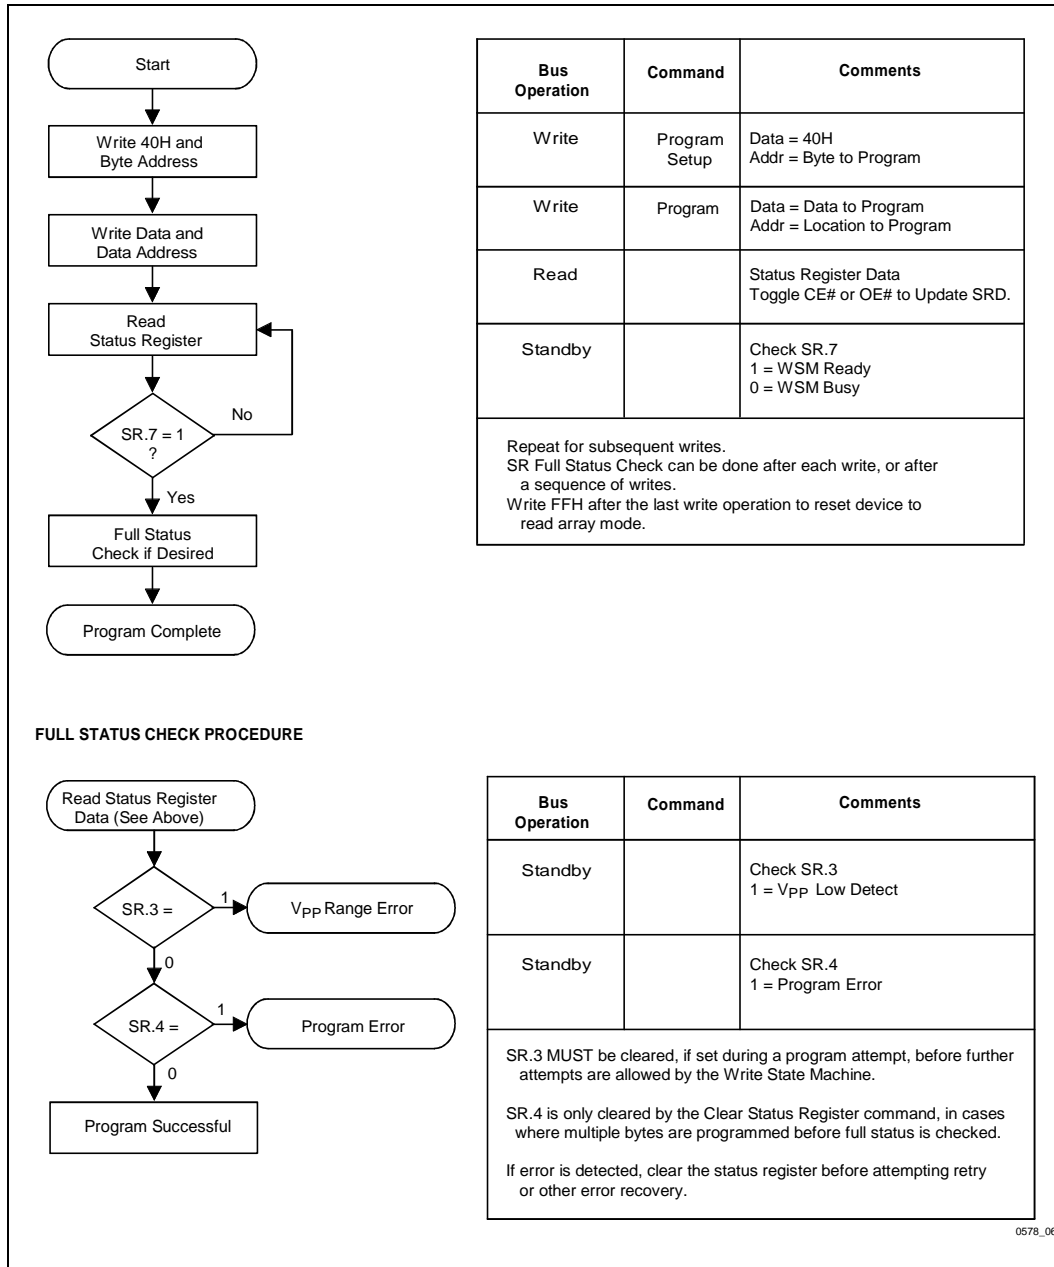 Start
Write 40H and
Byte Address
Write Data and
Data Address
Read
Status Register
No
SR.7 = 1
?
Yes
Full Status
Check if Desired
Program Complete
Bus
Operation
Command
Comments
Write
Program
Setup
Data = 40H
Addr = Byte to Program
Write
Program
Data = Data to Program
Addr = Location to Program
Read
Status Register Data
Toggle CE# or OE# to Update SRD.
Standby
Check SR.7
1 = WSM Ready
0 = WSM Busy
Repeat for subsequent writes.
SR Full Status Check can be done after each write, or after
a sequence of writes.
Write FFH after the last write operation to reset device to
read array mode.
FULL STATUS CHECK PROCEDURE
Read Status Register
Data (See Above)
SR.3 =
1
VPP Range Error
0
SR.4 =
1
Program Error
0
Program Successful
Bus
Operation
Command
Comments
Standby
Check SR.3
1 = VPP Low Detect
Standby
Check SR.4
1 = Program Error
SR.3 MUST be cleared, if set during a program attempt, before further
attempts are allowed by the Write State Machine.
SR.4 is only cleared by the Clear Status Register command, in cases
where multiple bytes are programmed before full status is checked.
If error is detected, clear the status register before attempting retry
or other error recovery.
0578_06